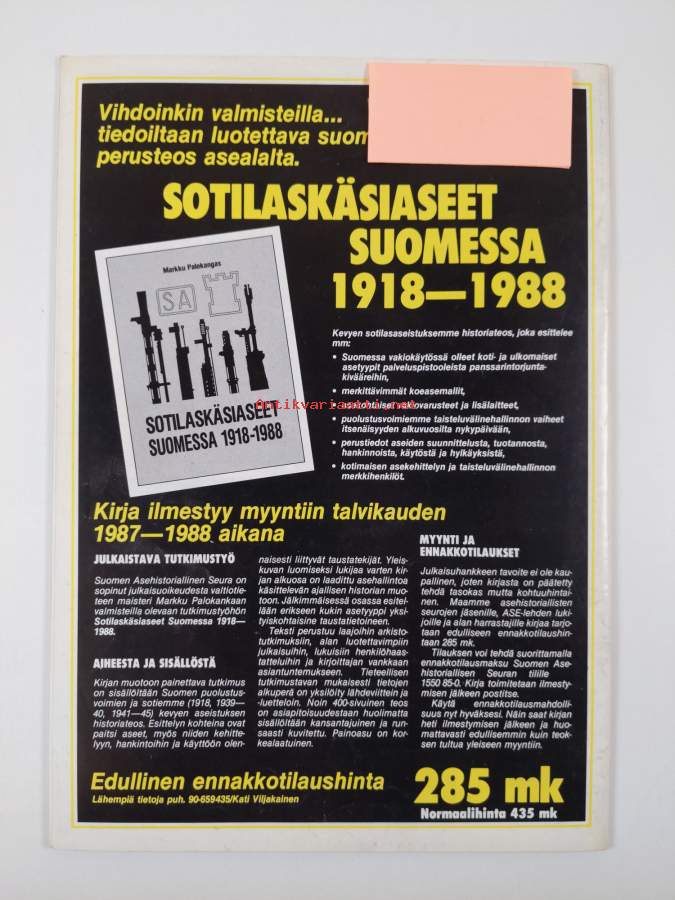 Vihdoinkin valmisteilla...
tiedoiltaan luotettava
perusteos asealalta.
SOTILASKÄSIASEET
SUOMESSA
1918—1988
Markku Palokangas
SA
SOTILASKÄSIASEET
SUOMESSA 1918-1988
Kevyen sotilasaseistuksemme historiateos, joka esittelee
mm:
• Suomessa vakiokäytössä olleet koti- ja ulkomaiset
asetyypit palveluspistooleista panssarintorjunta-
kivääreihin,
• merkittävimmät koeasemallit,
Antikvariantti.net
lisälaitteet,
• puolustusvoimiemme taisteluvälinehallinnon vaiheet
itsenäisyyden alkuvuosilta nykypäivään,
• perustiedot aseiden suunnittelusta, tuotannosta,
hankinnoista, käytöstä ja hylkäyksistä,
• kotimaisen asekehittelyn ja taisteluvälinehallinnon
merkkihenkilöt.
Kirja ilmestyy myyntiin talvikauden
1987—1988 aikana
JULKAISTAVA TUTKIMUSTYÖ
Suomen Asehistoriallinen Seura on
sopinut julkaisuoikeudesta valtiotie-
teen maisteri Markku Palokankaan
valmisteilla olevaan tutkimustyöhön
Sotilaskäsiaseet Suomessa 1918—
1988.
AIHEESTA JA SISÄLLÖSTÄ
Kirjan muotoon painettava tutkimus
on sisällöltään Suomen puolustus-
voimien ja sotiemme (1918, 1939—
40, 1941—45) kevyen aseistuksen
historiateos. Esittelyn kohteina ovat
paitsi aseet, myös niiden kehitte-
lyyn, hankintoihin ja käyttöön olen-
naisesti liittyvät taustatekijät. Yleis-
kuvan luomiseksi lukijaa varten kir-
jan alkuosa on laadittu asehallintoa
käsittelevän ajallisen historian muo-
toon. Jälkimmäisessä osassa esitel-
lään erikseen kukin asetyyppi yksi-
tyiskohtaisine taustatietoineen.
Teksti perustuu laajoihin arkisto-
tutkimuksiin, alan luotettavimpiin
julkaisuihin, lukuisiin henkilöhaas-
tatteluihin ja kirjoittajan vankkaan
asiantuntemukseen. Tieteellisen
tutkimustavan mukaisesti tietojen
alkuperä on yksilöity lähdeviittein ja
-luetteloin. Noin 400-sivuinen teos
on asiapitoisuudestaan huolimatta
sisällöltään kansantajuinen ja run-
saasti kuvitettu. Painoasu on kor-
kealaatuinen.
MYYNTI JA
ENNAKKOTILAUKSET
Julkaisuhankkeen tavoite ei ole kau-
pallinen, joten kirjasta on päätetty
tehdä tasokas mutta kohtuuhintai-
nen. Maamme asehistoriallisten
seurojen jäsenille, ASE-lehden luki-
joille ja alan harrastajille kirjaa tarjo-
taan edulliseen ennakkotilaushin-
taan 285 mk.
Tilauksen voi tehdä suorittamalla
ennakkotilausmaksu Suomen Ase-
historiallisen Seuran tilille
1550 85-0. Kirja toimitetaan ilmesty-
misen jälkeen postitse.
Käytä ennakkotilausmahdolli-
suus nyt hyväksesi. Näin saat kirjan
heti ilmestymisen jälkeen ja huo-
mattavasti edullisemmin kuin teok-
sen tultua yleiseen myyntiin.
Edullinen ennakkotilaushinta
Lähempiä tietoja puh. 90-659435/Kati Viljakainen
285 mk
Normaalihinta 435 mk